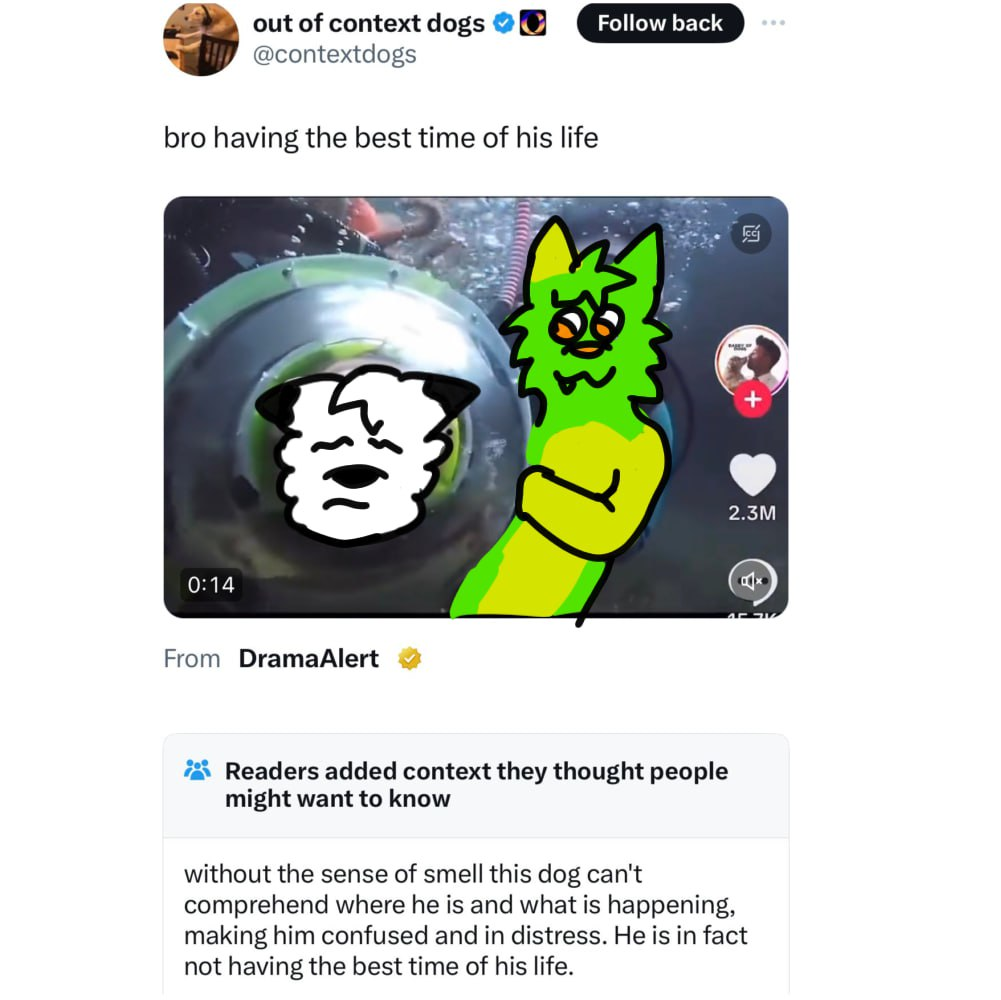 out of context dogs
Follow back
@contextdogs
bro having the best time of his life
CC
2.3M
0:14
From DramaAlert
Readers added context they thought people
might want to know
without the sense of smell this dog can't
comprehend where he is and what is happening,
making him confused and in distress. He is in fact
not having the best time of his life.